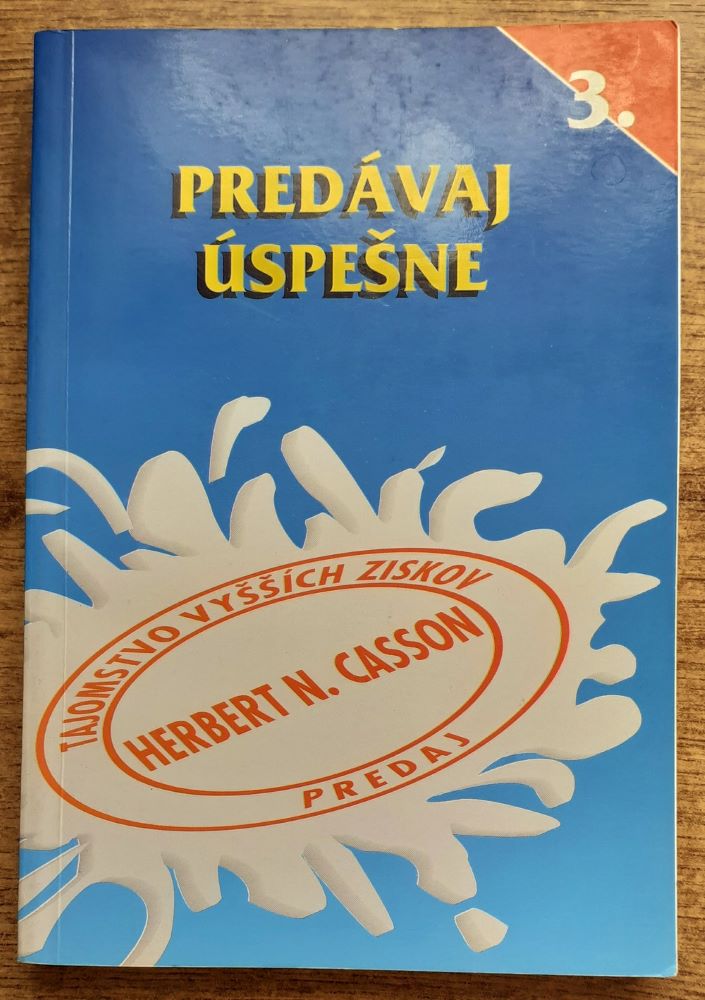 3.
PREDÁVAJ
ÚSPEŠNE
TAJOMSTVO VYŠŠÍCH ZISKOV
HERBERT N. CASSON
PREDAJ